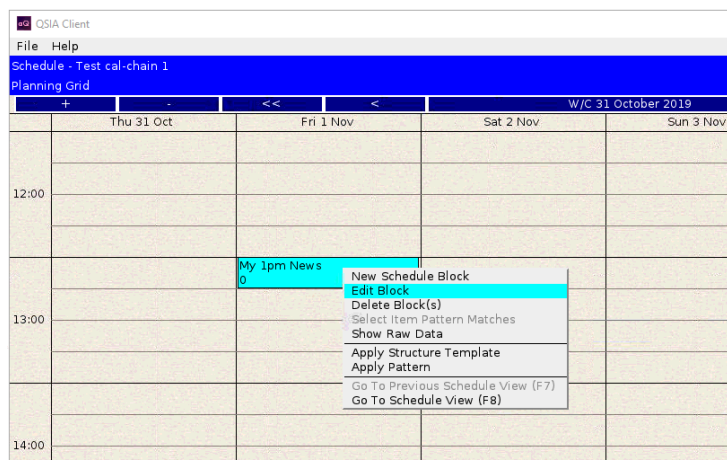 aQ QSIA Client
File Help
Schedule - Test cal-chain 1
Planning Grid
+ - << < W/C 31 October 2019
Thu 31 Oct Fri 1 Nov Sat 2 Nov Sun 3 Nov
12:00
My 1pm News
0
New Schedule Block
Edit Block
Delete Block(s)
Select Item Pattern Matches
13:00
Show Raw Data
Apply Structure Template
Apply Pattern
Go To Previous Schedule View (F7)
Go To Schedule View (F8)
14:00